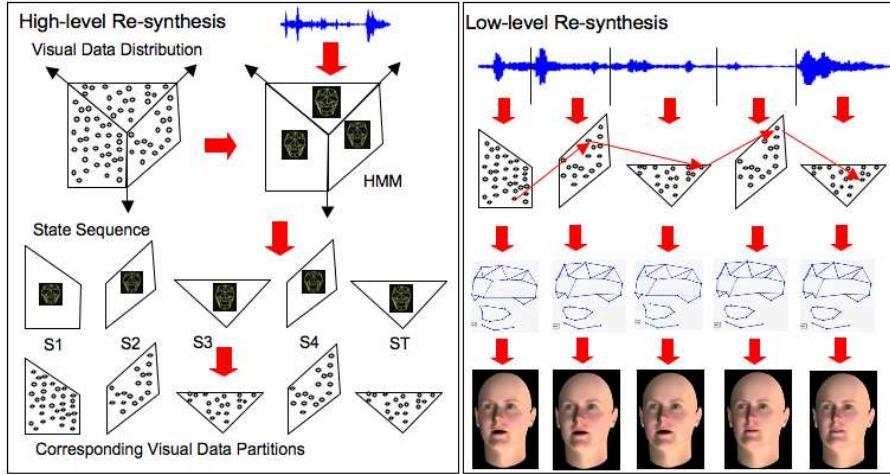 High-level Re-synthesis
Visual Data Distribution
HMM
State Sequence
S1 S2 S3 S4 ST
Corresponding Visual Data Partitions
Low-level Re-synthesis